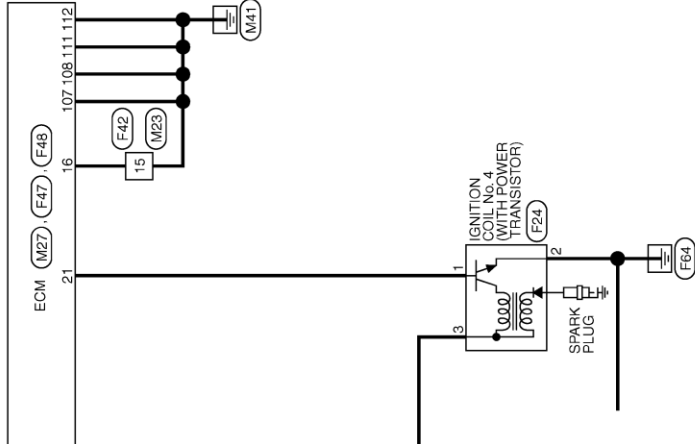 112
111
108
107
16
21
ECM M27 , F47 , F48
M41
F42
M23
15
IGNITION
COIL No. 4
(WITH POWER
TRANSISTOR)
F24
1
2
3
SPARK
PLUG
F64